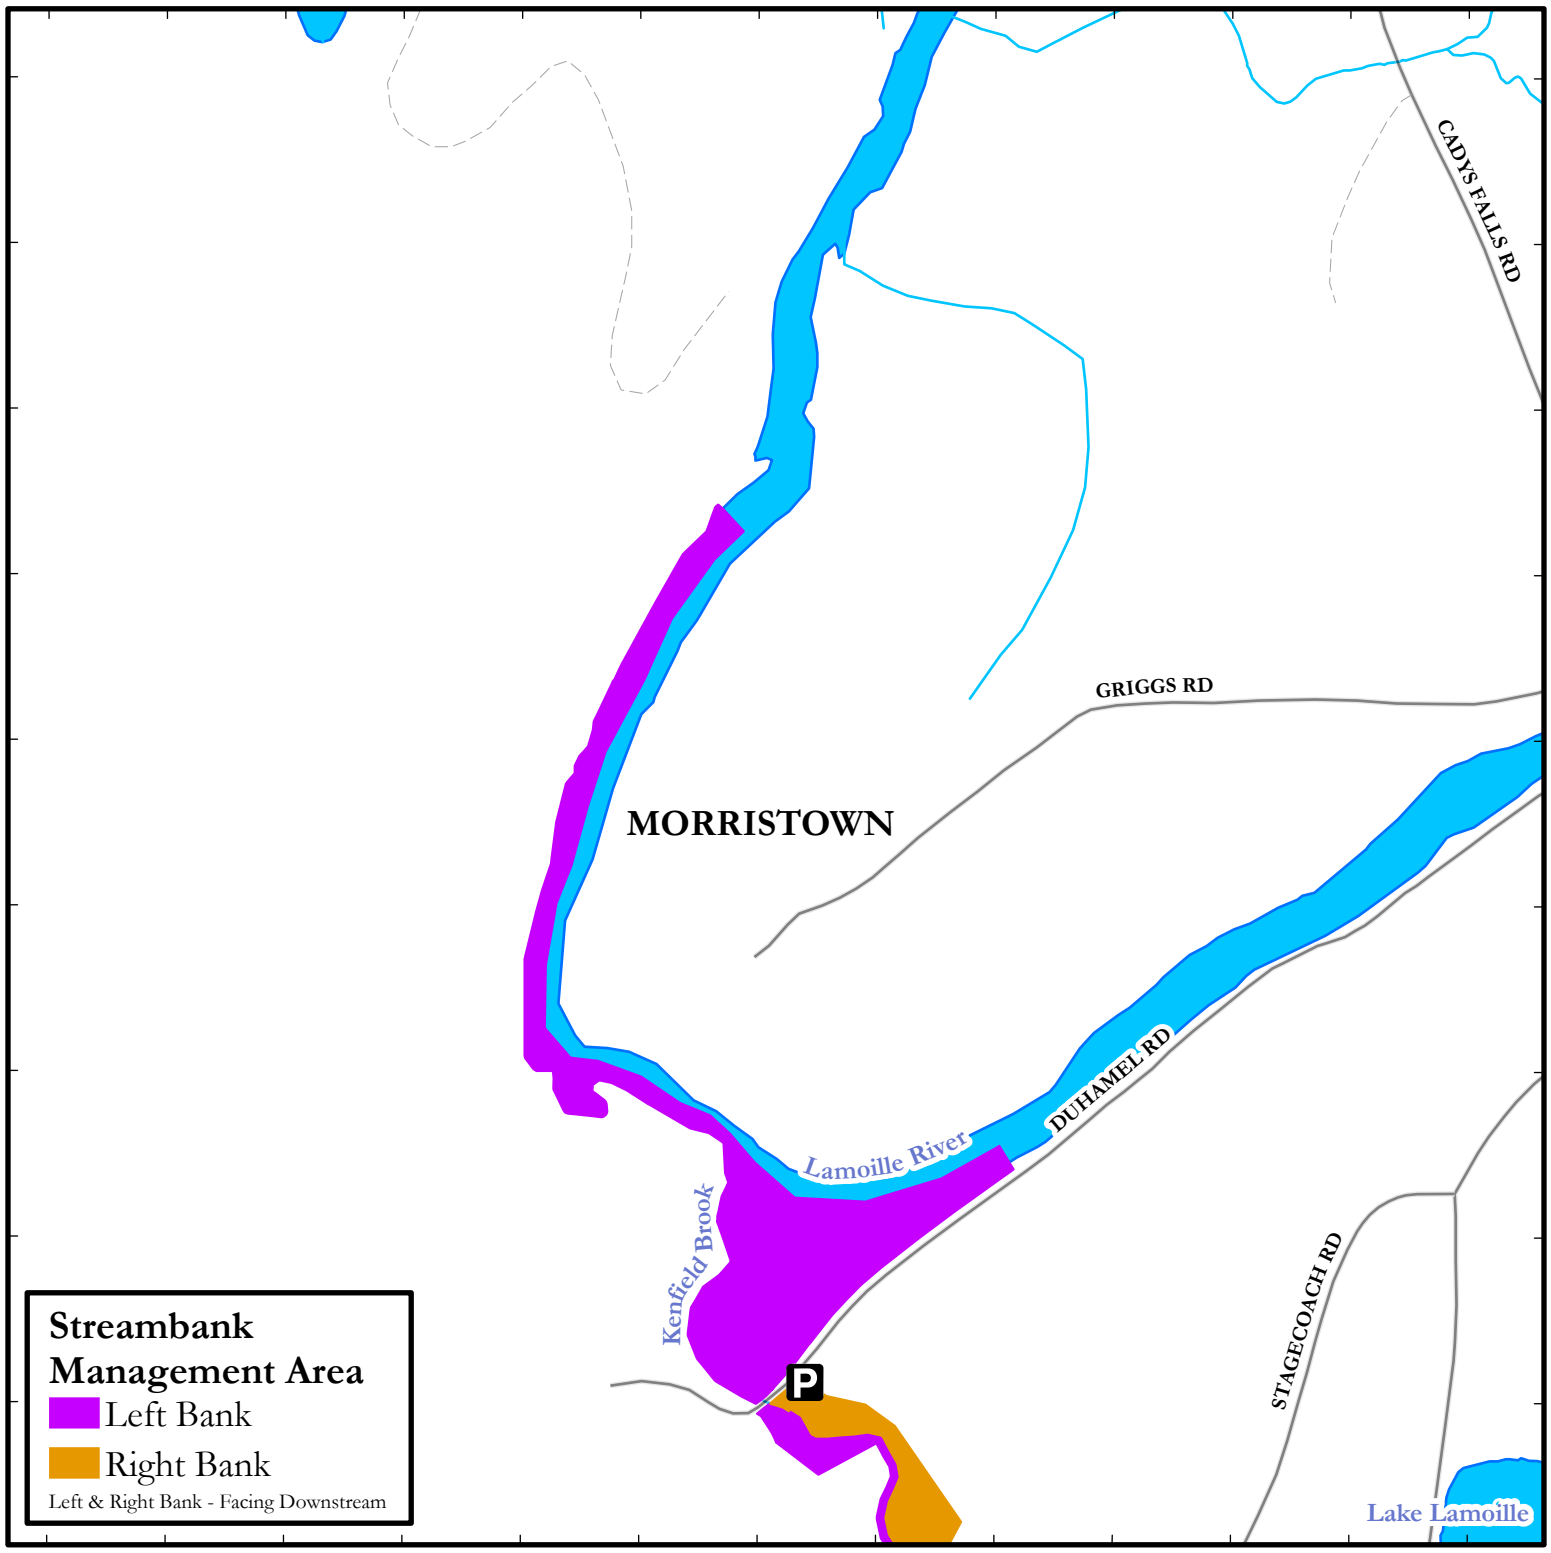 CADYS FALLS RD
GRIGGS RD
MORRISTOWN
DUHAMEL RD
Lamoille River
Kenfield Brook
STAGECOACH RD
P
Lake Lamoille
Streambank
Management Area
Left Bank
Right Bank
Left & Right Bank - Facing Downstream